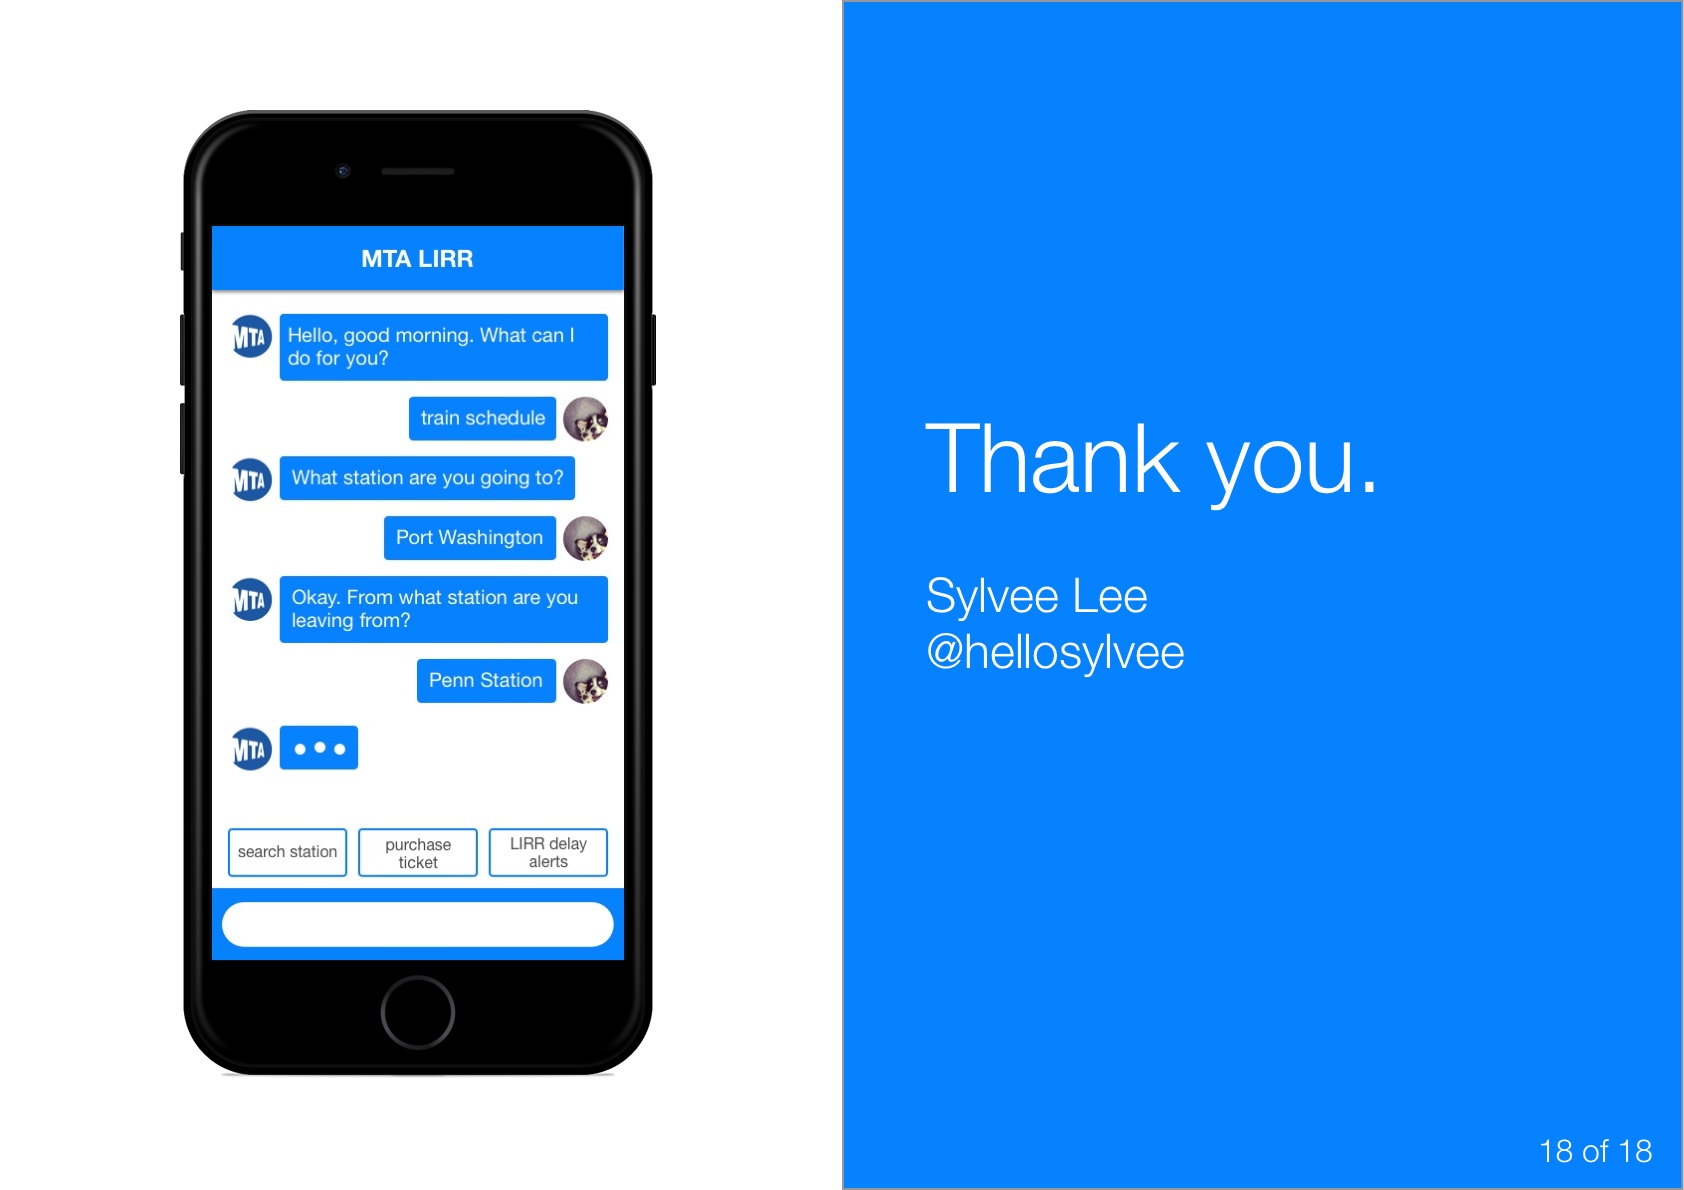 MTA LIRR
MTA
Hello, good morning. What can I
do for you?
train schedule
MTA
What station are you going to?
Port Washington
MTA
Okay. From what station are you
leaving from?
Penn Station
MTA
search station
purchase
ticket
LIRR delay
alerts
Thank you.
Sylvee Lee
@hellosylvee
18 of 18